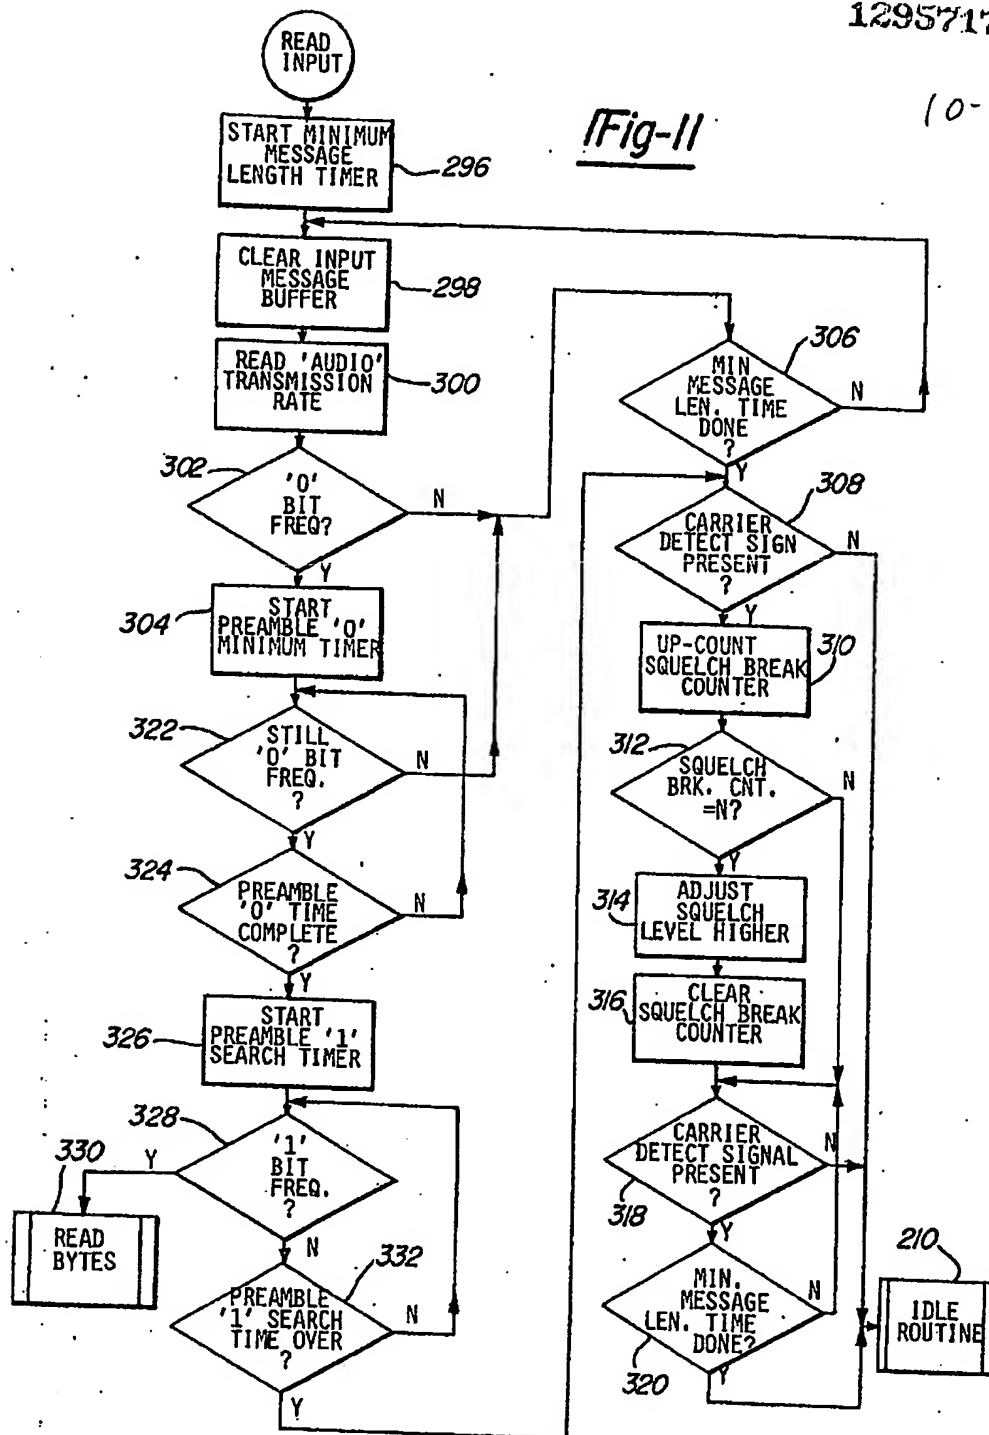 1295717
10-
Fig-11
READ
INPUT
START MINIMUM
MESSAGE
LENGTH TIMER
296
CLEAR INPUT
MESSAGE
BUFFER
298
READ 'AUDIO'
TRANSMISSION
RATE
300
302
'0'
BIT
FREQ?
N
Y
304
START
PREAMBLE '0'
MINIMUM TIMER
322
STILL
'0' BIT
FREQ.
?
N
Y
324
PREAMBLE
'0' TIME
COMPLETE
?
N
Y
326
START
PREAMBLE '1'
SEARCH TIMER
328
'1'
BIT
FREQ.
?
Y
N
330
READ
BYTES
332
PREAMBLE
'1' SEARCH
TIME OVER
?
N
Y
306
MIN
MESSAGE
LEN. TIME
DONE
?
N
Y
308
CARRIER
DETECT SIGN
PRESENT
?
N
Y
310
UP-COUNT
SQUELCH BREAK
COUNTER
312
SQUELCH
BRK. CNT.
=N?
N
Y
314
ADJUST
SQUELCH
LEVEL HIGHER
316
CLEAR
SQUELCH BREAK
COUNTER
CARRIER
DETECT SIGNAL
PRESENT
?
318
N
Y
MIN.
MESSAGE
LEN. TIME
DONE?
320
N
Y
210
IDLE
ROUTINE